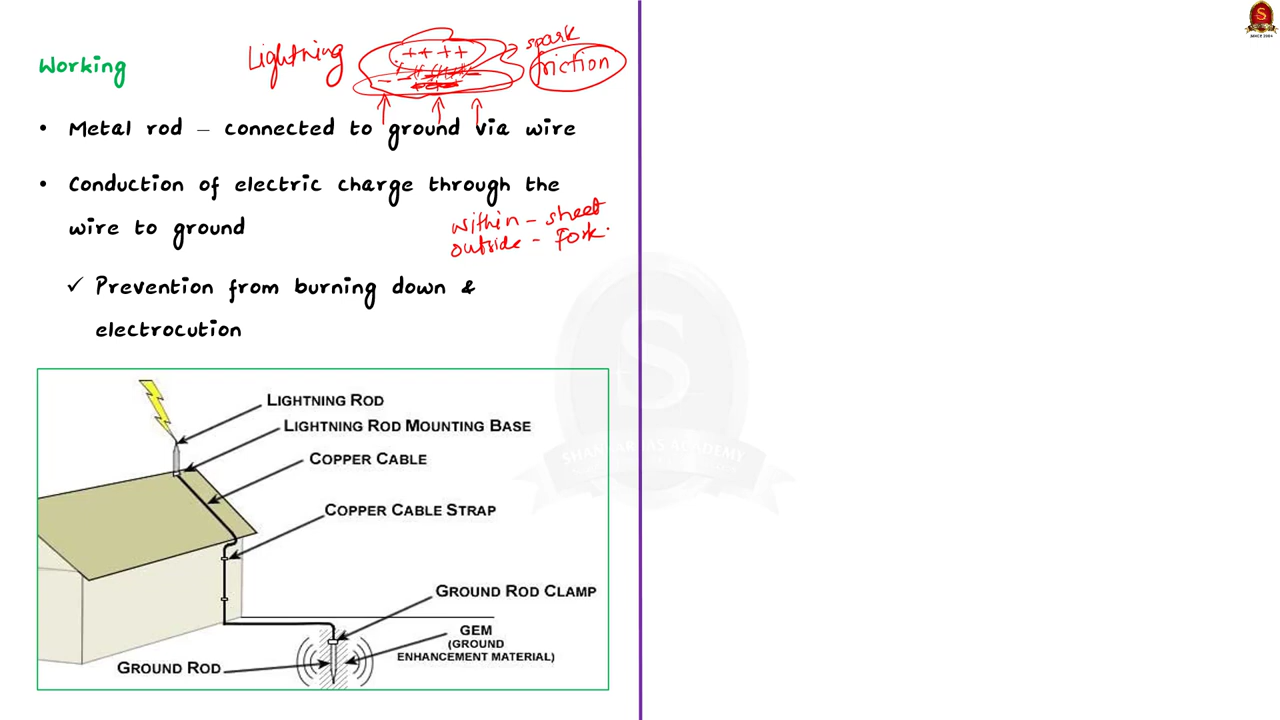 Working
Lightning
++++
spark
friction
• Metal rod – connected to ground via wire
• Conduction of electric charge through the
wire to ground
within - sheet
outside - Fork.
✓ Prevention from burning down &
electrocution
LIGHTNING ROD
LIGHTNING ROD MOUNTING BASE
COPPER CABLE
COPPER CABLE STRAP
GROUND ROD CLAMP
GEM
(GROUND
ENHANCEMENT MATERIAL)
GROUND ROD
S
SINCE 2004